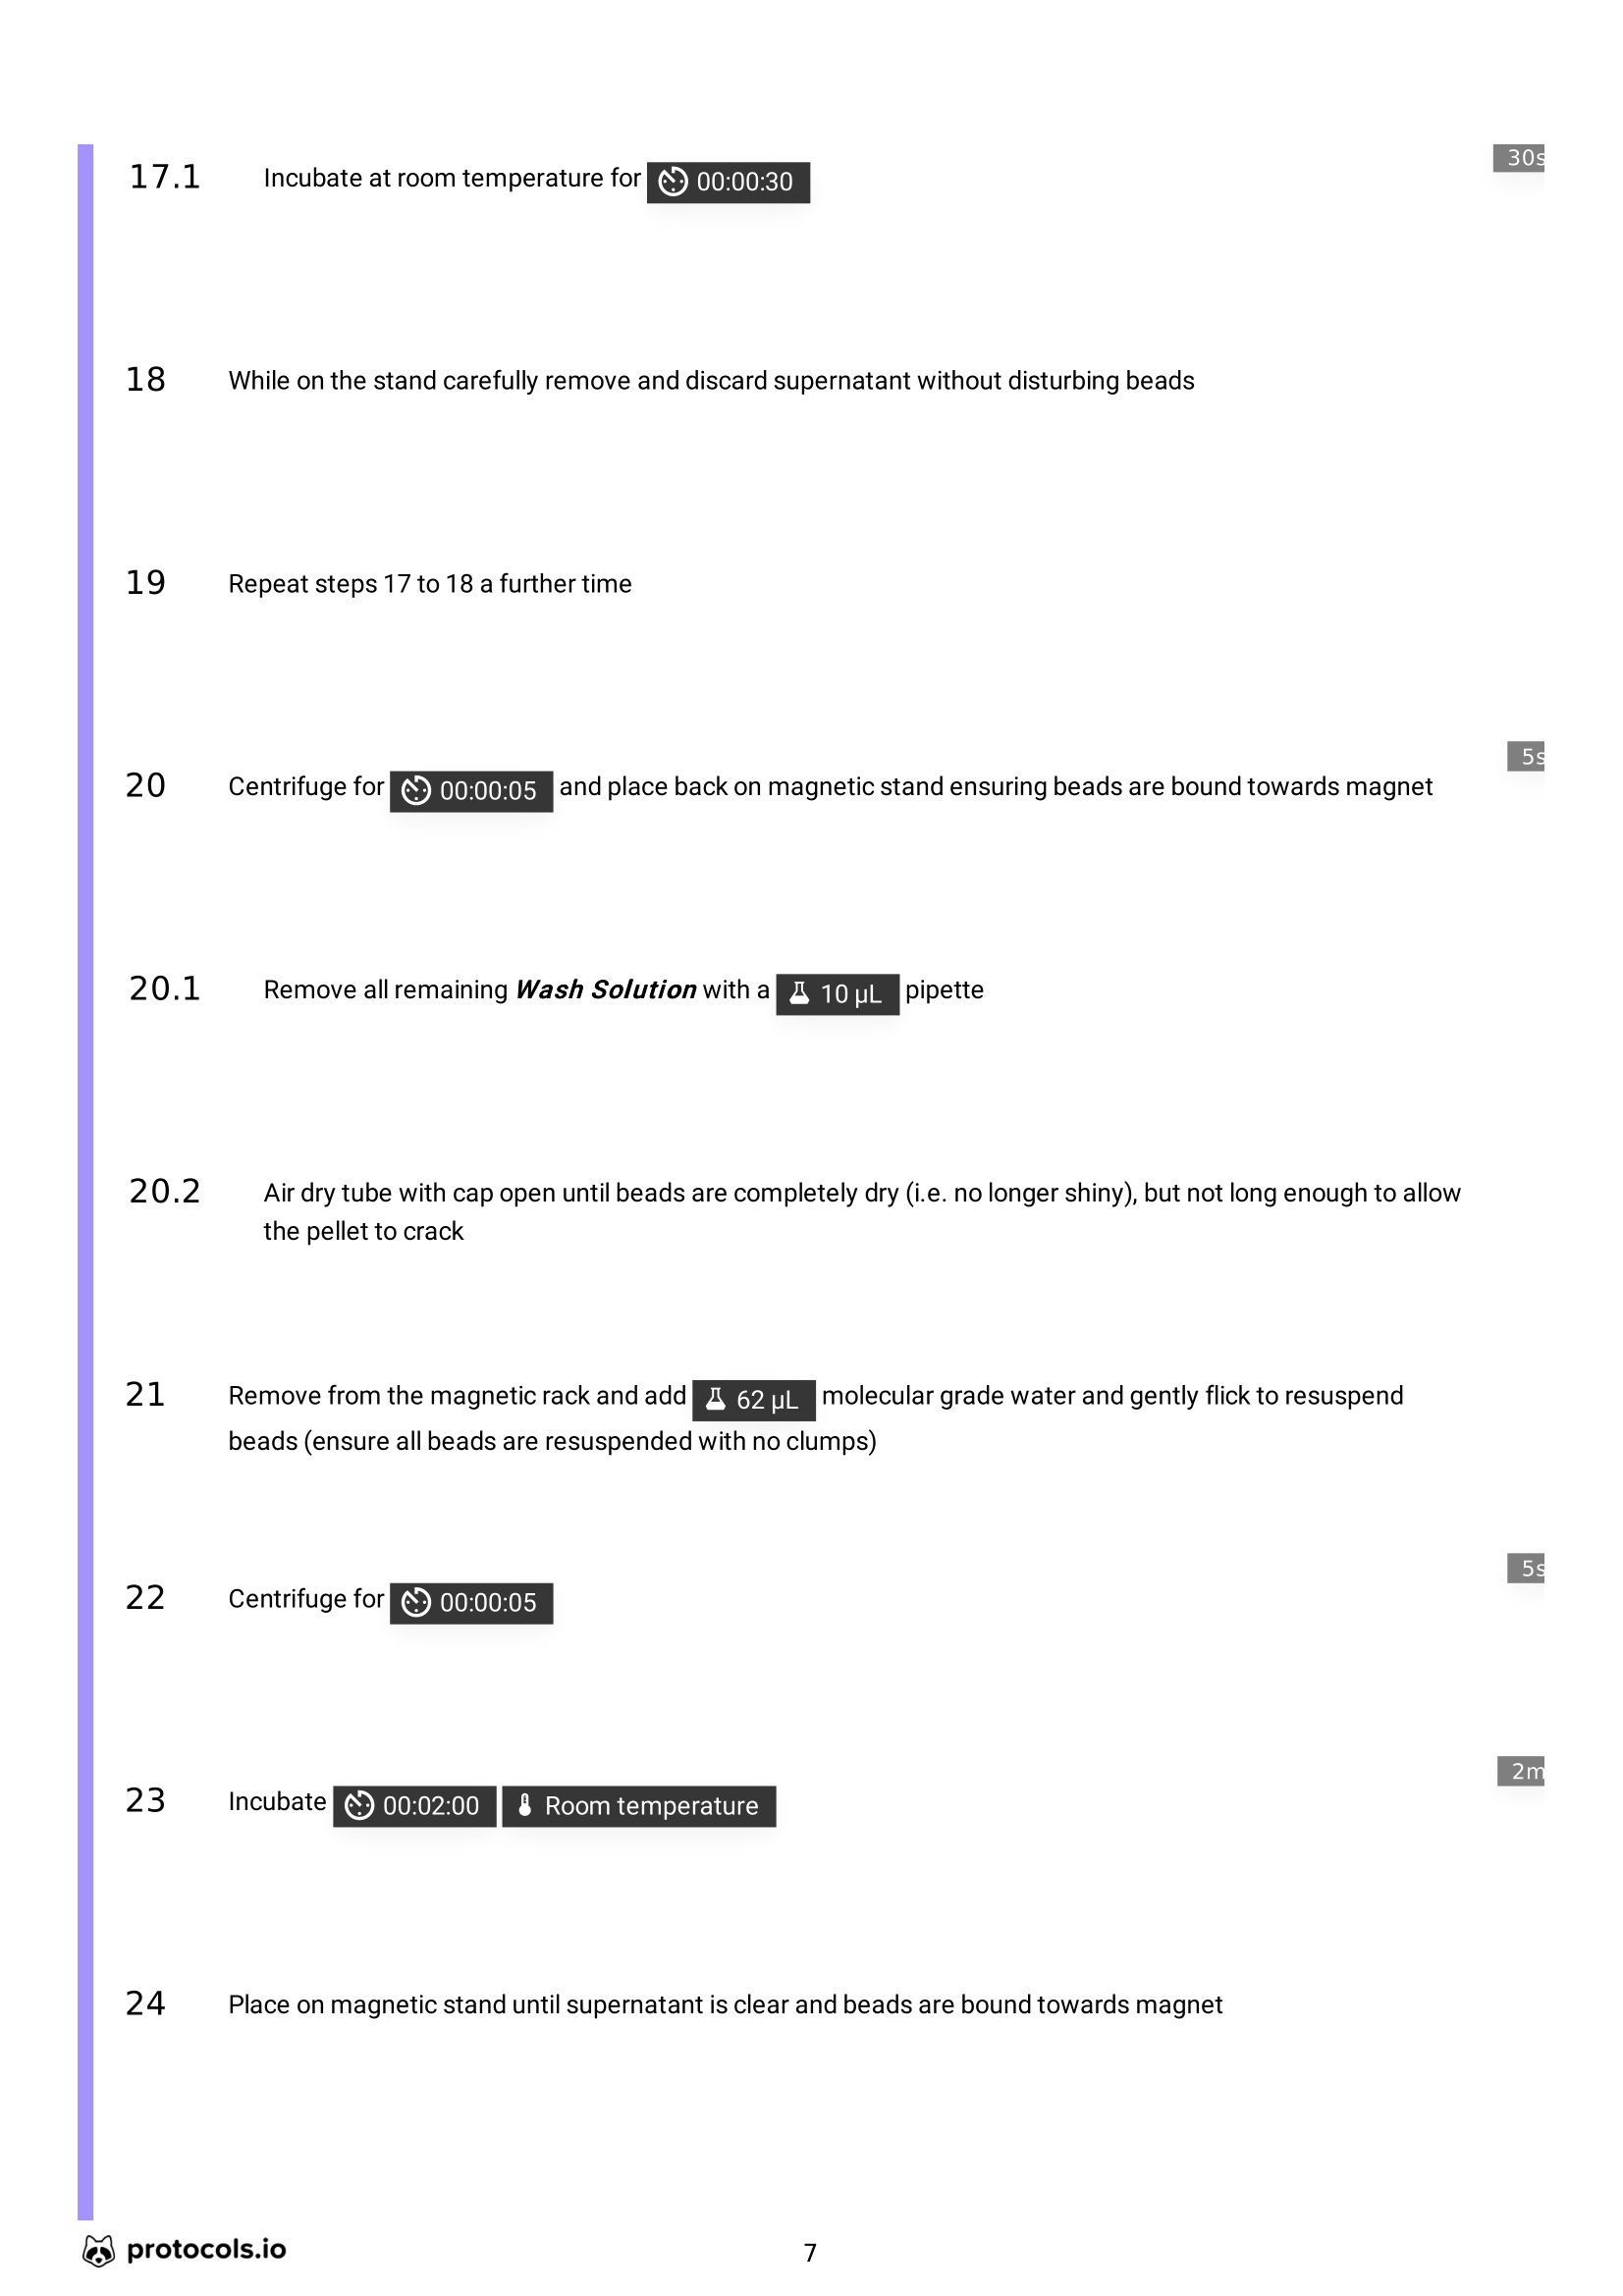 30s
17.1 Incubate at room temperature for 00:00:30
18 While on the stand carefully remove and discard supernatant without disturbing beads
19 Repeat steps 17 to 18 a further time
5s
20 Centrifuge for 00:00:05 and place back on magnetic stand ensuring beads are bound towards magnet
20.1 Remove all remaining Wash Solution with a 10 µL pipette
20.2 Air dry tube with cap open until beads are completely dry (i.e. no longer shiny), but not long enough to allow
the pellet to crack
21 Remove from the magnetic rack and add 62 µL molecular grade water and gently flick to resuspend
beads (ensure all beads are resuspended with no clumps)
5s
22 Centrifuge for 00:00:05
2m
23 Incubate 00:02:00 Room temperature
24 Place on magnetic stand until supernatant is clear and beads are bound towards magnet
protocols.io 7